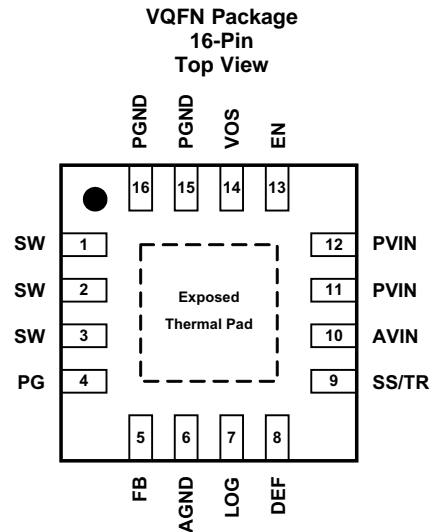 VQFN Package
16-Pin
Top View
PGND
PGND
VOS
EN
16
15
14
13
SW
1
12
PVIN
SW
2
11
PVIN
Exposed
Thermal Pad
SW
3
10
AVIN
PG
4
9
SS/TR
5
6
7
8
FB
AGND
LOG
DEF